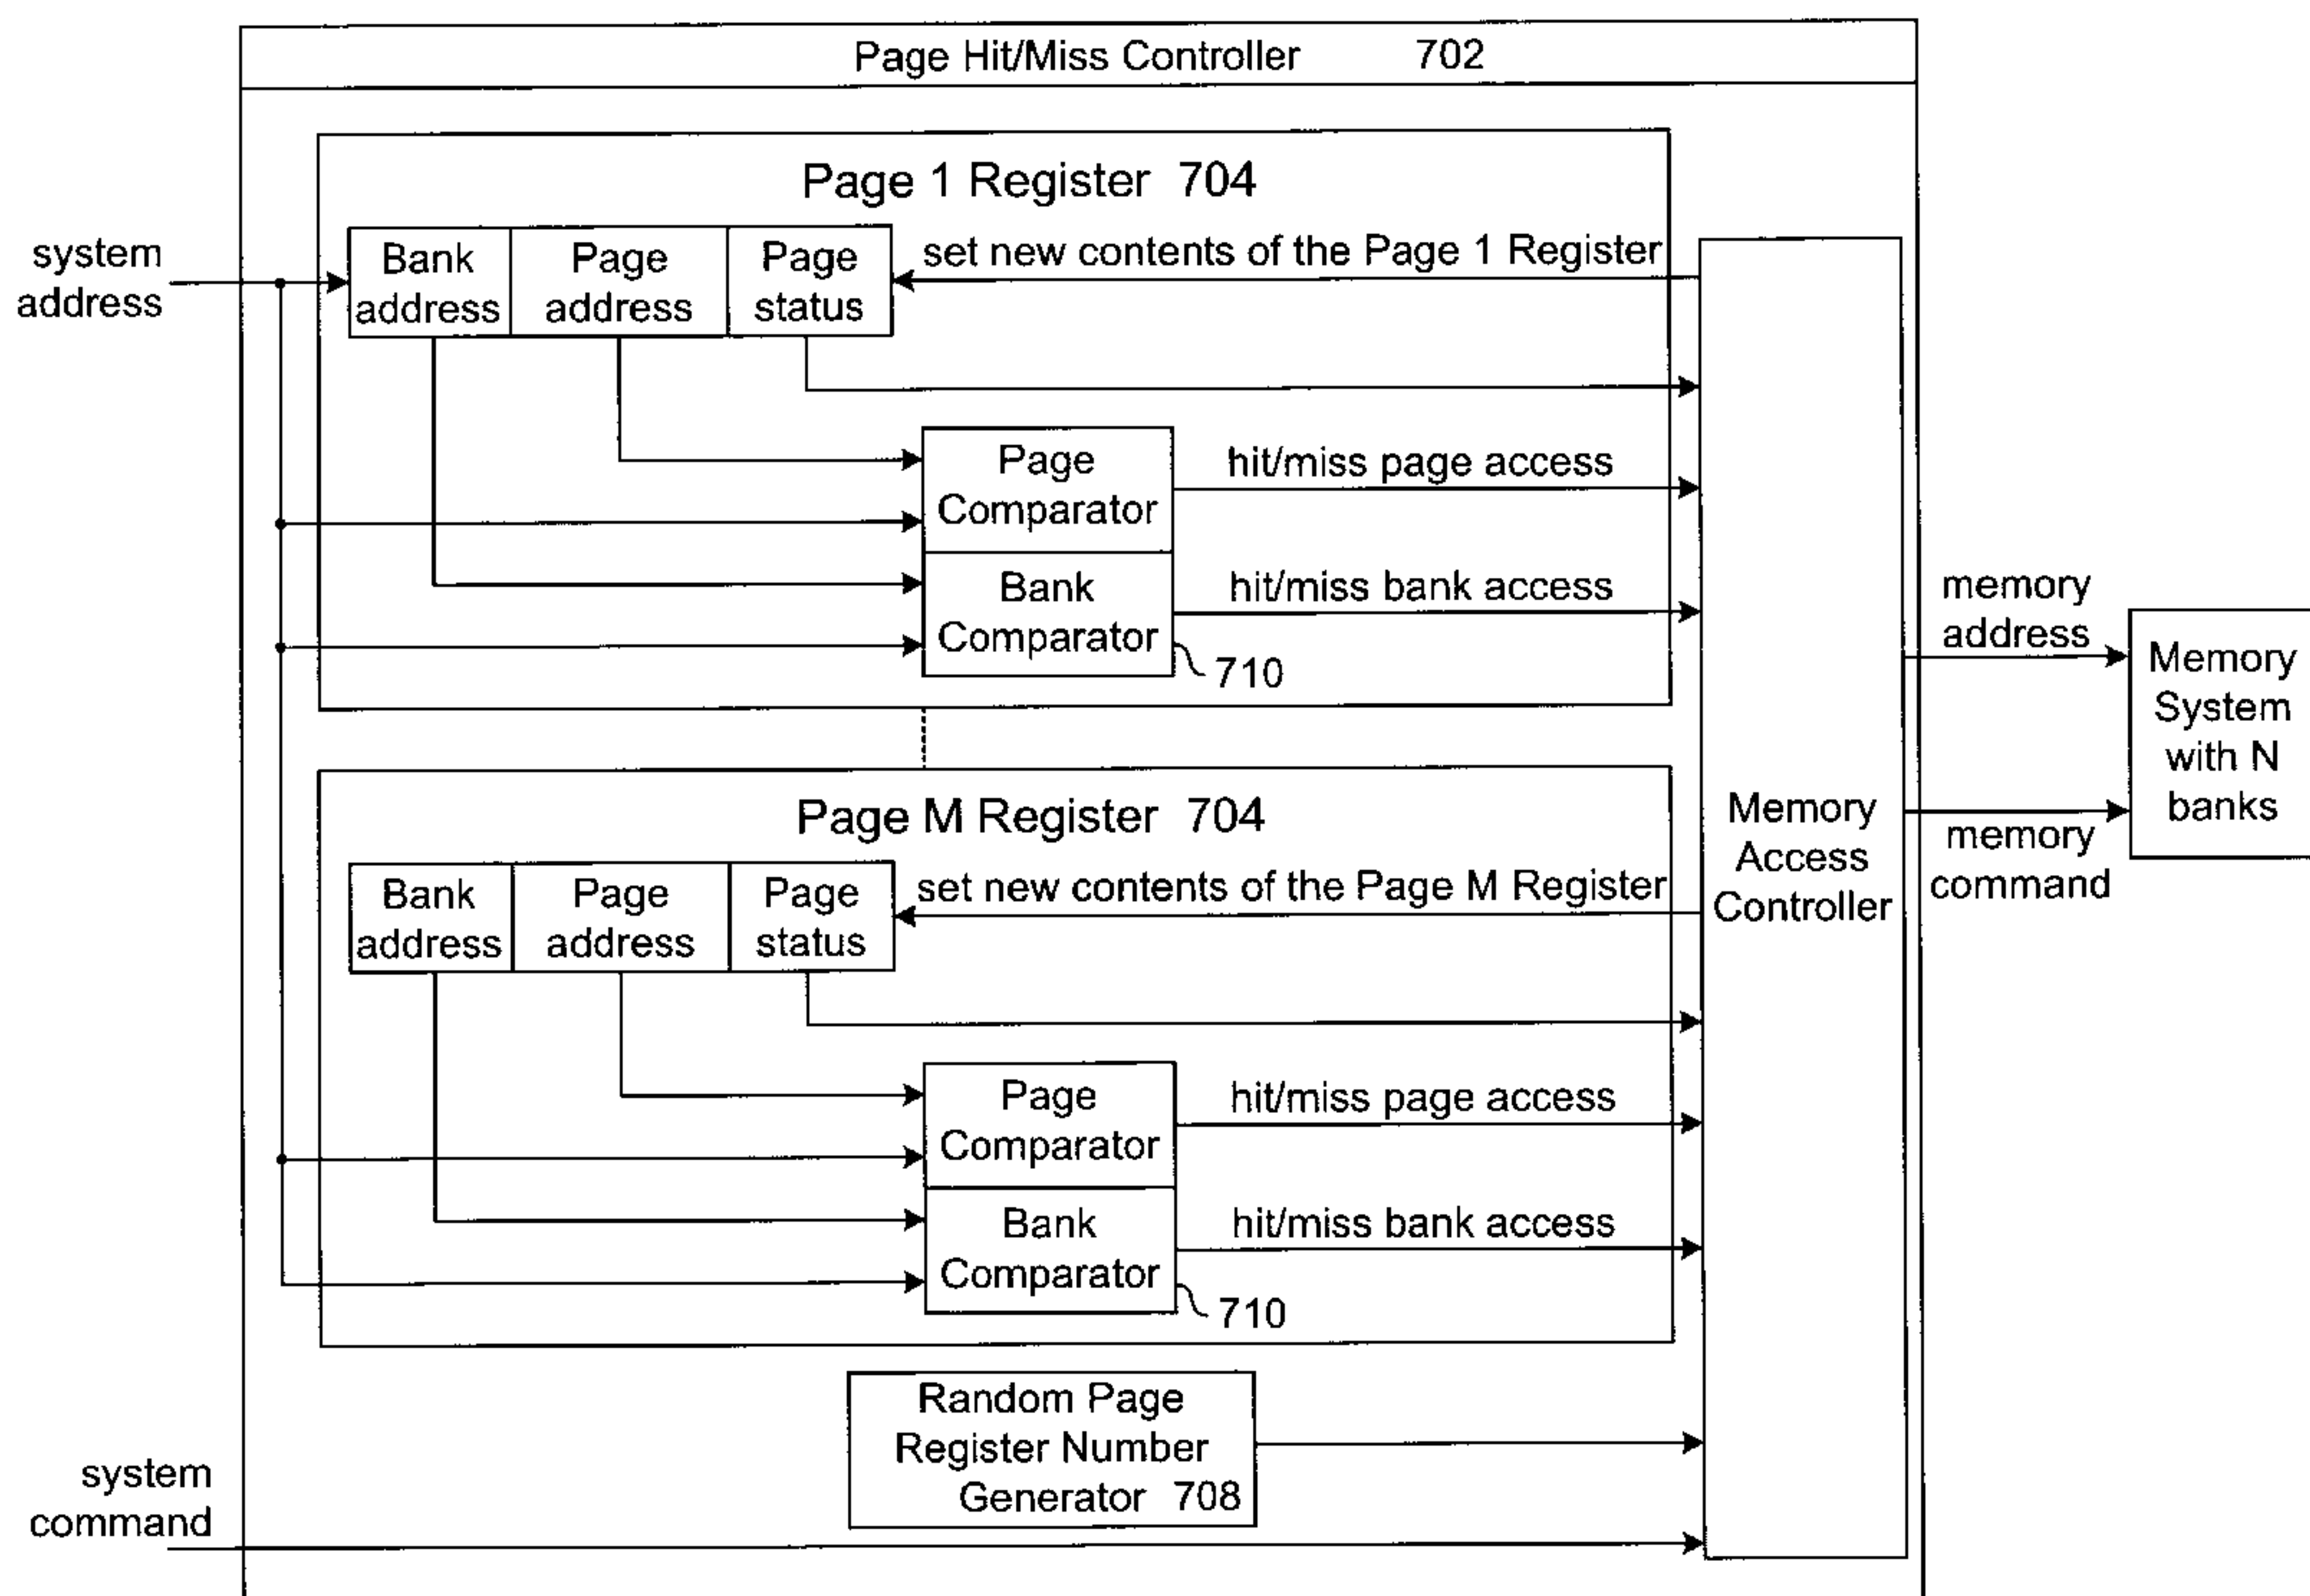 Page Hit/Miss Controller 702
Page 1 Register 704
system
address
Bank
address
Page
address
Page
status
set new contents of the Page 1 Register
Page
Comparator
hit/miss page access
Bank
Comparator
hit/miss bank access
710
memory
address
Memory
System
with N
banks
memory
command
Memory
Access
Controller
Page M Register 704
Bank
address
Page
address
Page
status
set new contents of the Page M Register
Page
Comparator
hit/miss page access
Bank
Comparator
hit/miss bank access
710
Random Page
Register Number
Generator 708
system
command